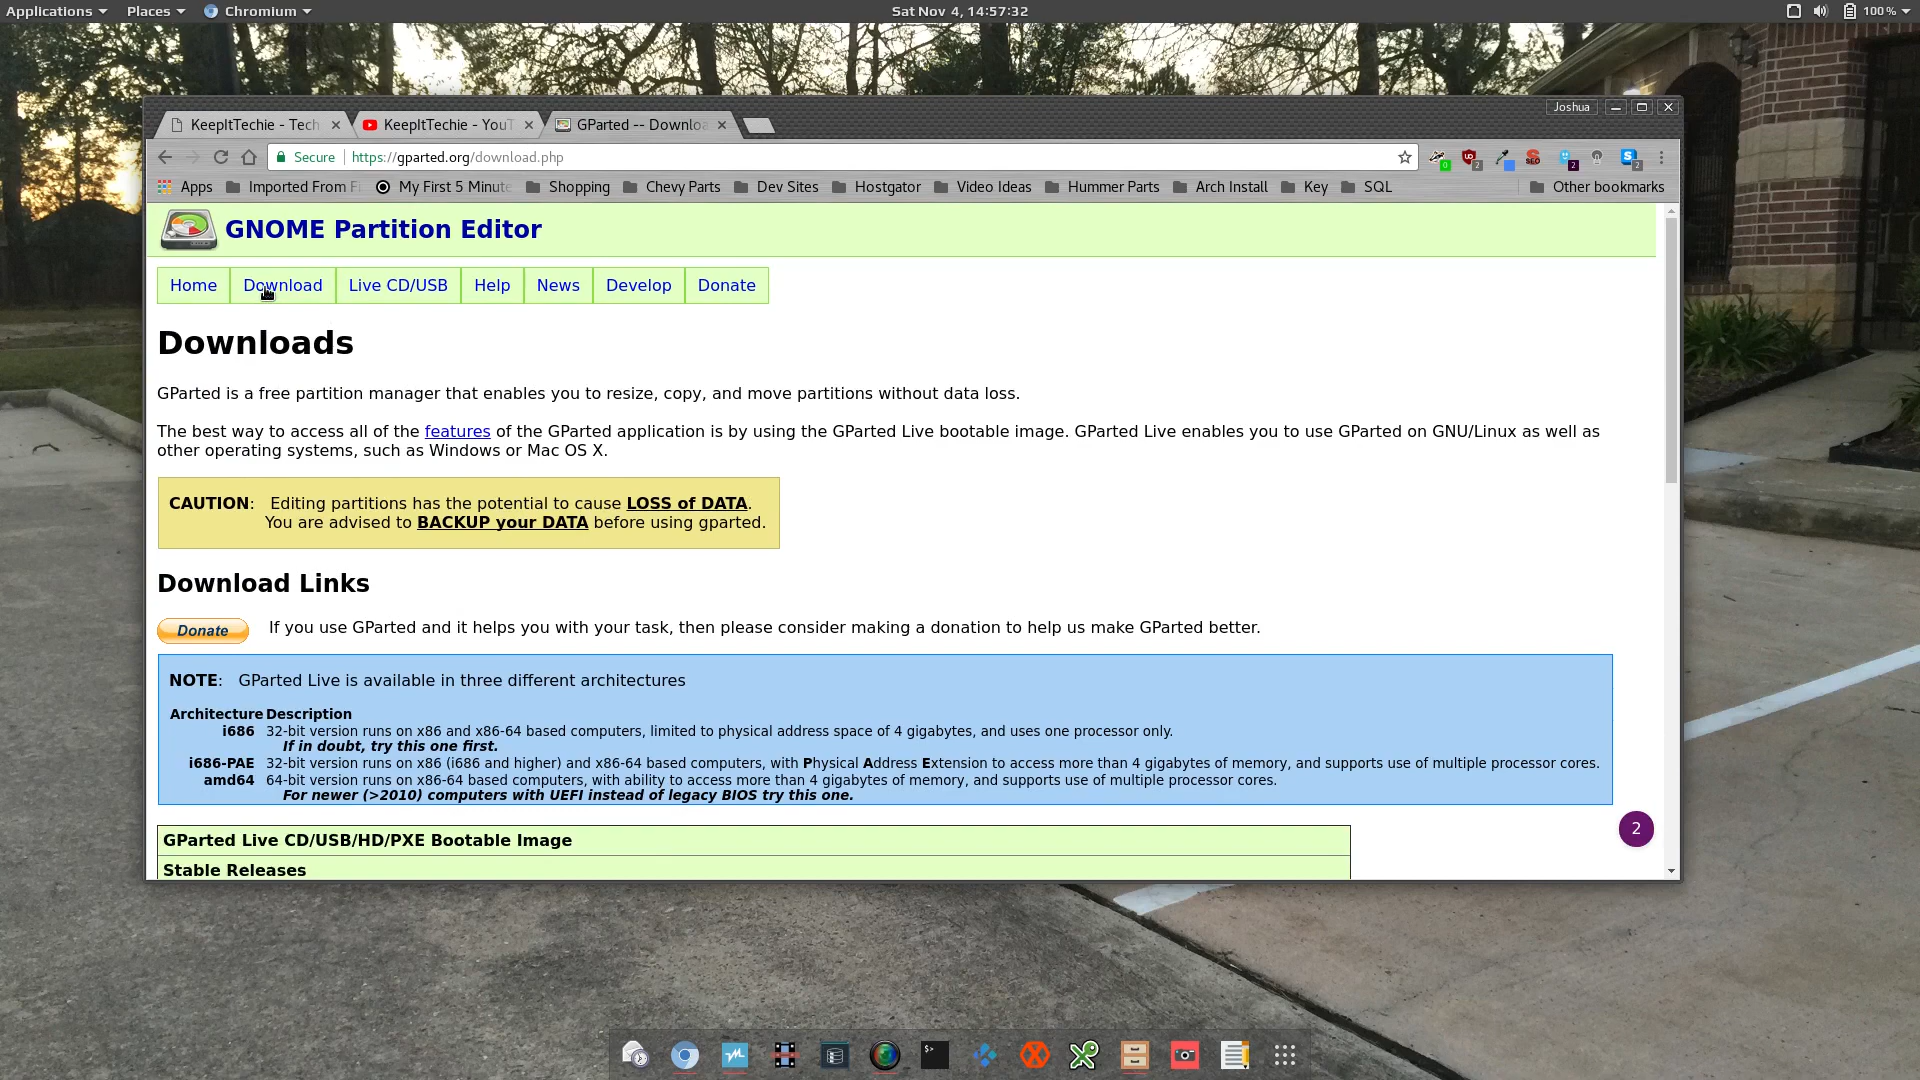 Applications Places Chromium Sat Nov 4, 14:57:32 100 %
Joshua
KeepItTechie - Tech KeepItTechie - YouT GParted -- Downloa
Secure https://gparted.org/download.php
Apps Imported From Fi My First 5 Minute Shopping Chevy Parts Dev Sites Hostgator Video Ideas Hummer Parts Arch Install Key SQL Other bookmarks
GNOME Partition Editor
Home Download Live CD/USB Help News Develop Donate
Downloads
GParted is a free partition manager that enables you to resize, copy, and move partitions without data loss.
The best way to access all of the features of the GParted application is by using the GParted Live bootable image. GParted Live enables you to use GParted on GNU/Linux as well as
other operating systems, such as Windows or Mac OS X.
CAUTION: Editing partitions has the potential to cause LOSS of DATA.
You are advised to BACKUP your DATA before using gparted.
Download Links
Donate If you use GParted and it helps you with your task, then please consider making a donation to help us make GParted better.
NOTE: GParted Live is available in three different architectures
Architecture Description
i686 32-bit version runs on x86 and x86-64 based computers, limited to physical address space of 4 gigabytes, and uses one processor only.
If in doubt, try this one first.
i686-PAE 32-bit version runs on x86 (i686 and higher) and x86-64 based computers, with Physical Address Extension to access more than 4 gigabytes of memory, and supports use of multiple processor cores.
amd64 64-bit version runs on x86-64 based computers, with ability to access more than 4 gigabytes of memory, and supports use of multiple processor cores.
For newer (>2010) computers with UEFI instead of legacy BIOS try this one.
2
GParted Live CD/USB/HD/PXE Bootable Image
Stable Releases